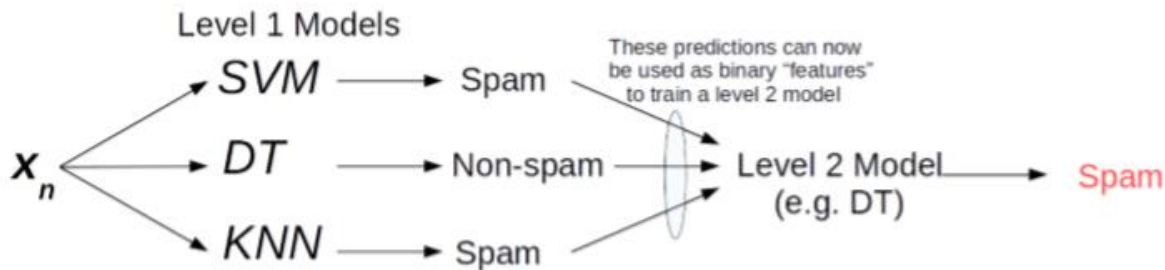 Level 1 Models
These predictions can now
be used as binary “features”
to train a level 2 model
SVM
Spam
x_n
DT
Non-spam
Level 2 Model
(e.g. DT)
Spam
KNN
Spam